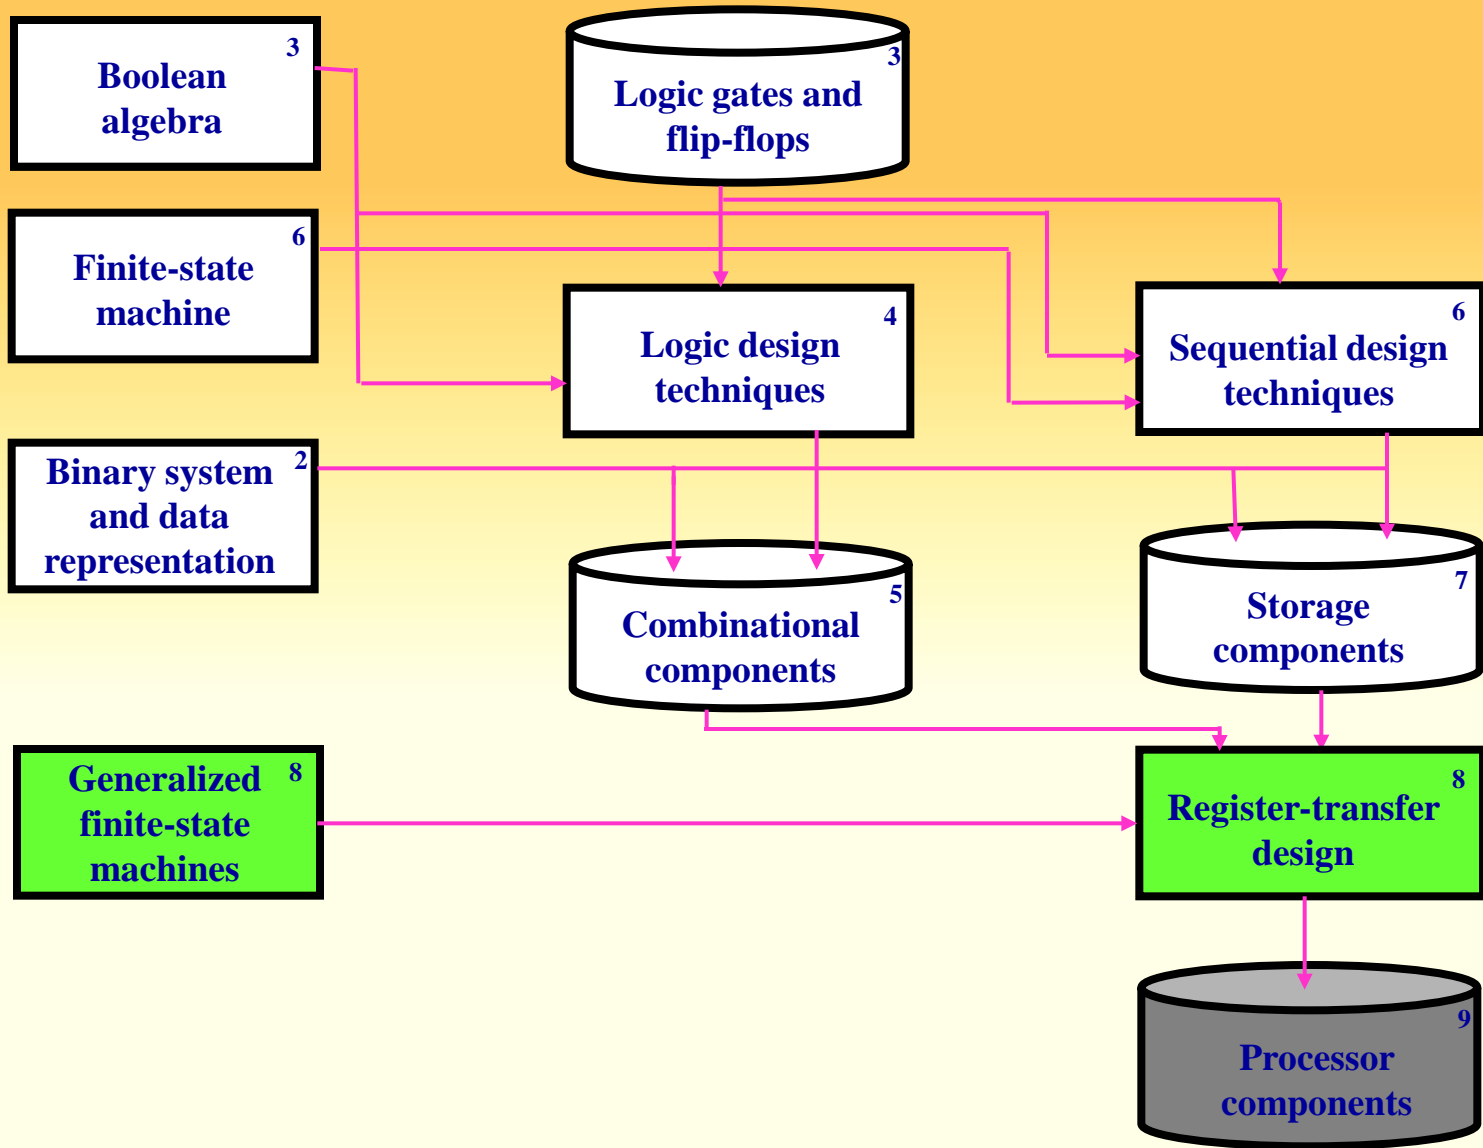 3
Boolean
algebra
3
Logic gates and
flip-flops
6
Finite-state
machine
4
Logic design
techniques
6
Sequential design
techniques
2
Binary system
and data
representation
5
Combinational
components
7
Storage
components
8
Generalized
finite-state
machines
8
Register-transfer
design
9
Processor
components